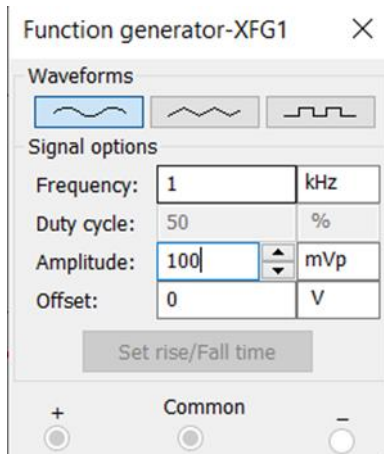 Function generator-XFG1
Waveforms
Signal options
Frequency: 1 kHz
Duty cycle: 50 %
Amplitude: 100 mVp
Offset: 0 V
Set rise/Fall time
+ Common –